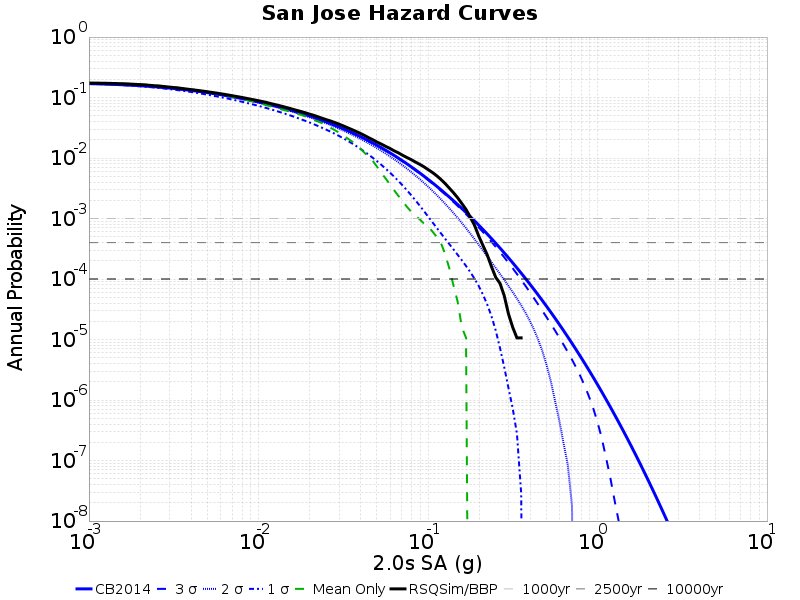 San Jose Hazard Curves
10^0
10^-1
10^-2
10^-3
10^-4
10^-5
10^-6
10^-7
10^-8
Annual Probability
10^-3 10^-2 10^-1 10^0 10^1
2.0s SA (g)
CB2014 3 σ 2 σ 1 σ Mean Only RSQSim/BBP 1000yr 2500yr 10000yr